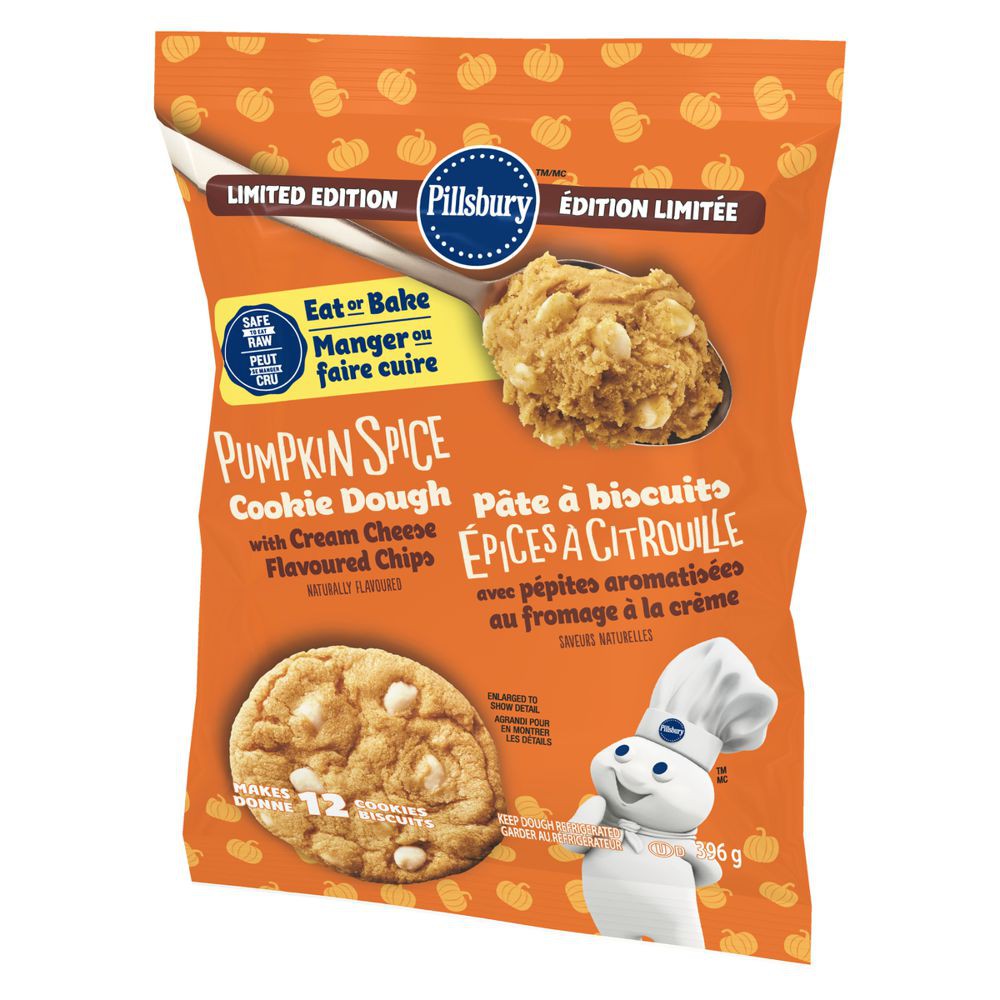 LIMITED EDITION
Pillsbury
TM/MC
ÉDITION LIMITÉE
SAFE
TO EAT
RAW
PEUT
SE MANGER
CRU
Eat or Bake
Manger ou
faire cuire
PUMPKIN SPICE
Cookie Dough
with Cream Cheese
Flavoured Chips
NATURALLY FLAVOURED
Pâte à biscuits
ÉPICES À CITROUILLE
avec pépites aromatisées
au fromage à la crème
SAVEURS NATURELLES
ENLARGED TO
SHOW DETAIL
AGRANDI POUR
EN MONTRER
LES DÉTAILS
Pillsbury
TM
MC
MAKES
DONNE
12
COOKIES
BISCUITS
KEEP DOUGH REFRIGERATED
GARDER AU RÉFRIGÉRATEUR
U D
396 g